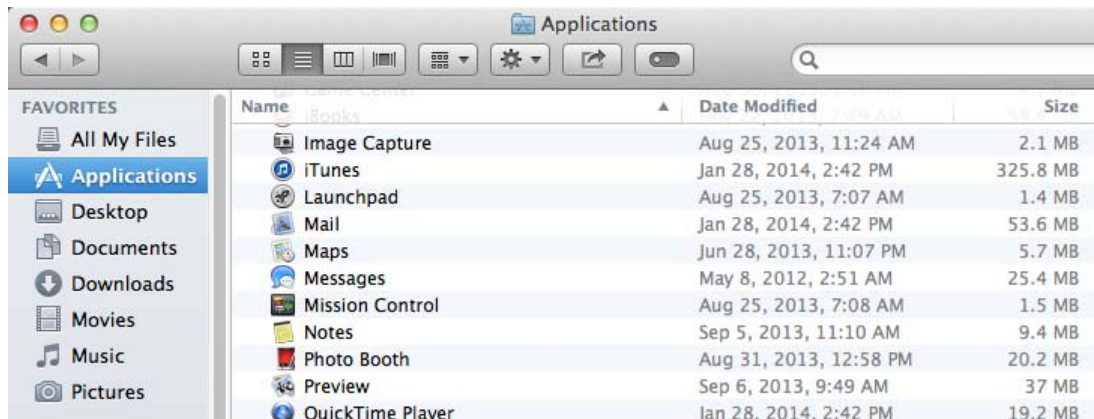 Applications
FAVORITES
All My Files
Applications
Desktop
Documents
Downloads
Movies
Music
Pictures
Name Date Modified Size
Game Center
iBooks
Image Capture Aug 25, 2013, 11:24 AM 2.1 MB
iTunes Jan 28, 2014, 2:42 PM 325.8 MB
Launchpad Aug 25, 2013, 7:07 AM 1.4 MB
Mail Jan 28, 2014, 2:42 PM 53.6 MB
Maps Jun 28, 2013, 11:07 PM 5.7 MB
Messages May 8, 2012, 2:51 AM 25.4 MB
Mission Control Aug 25, 2013, 7:08 AM 1.5 MB
Notes Sep 5, 2013, 11:10 AM 9.4 MB
Photo Booth Aug 31, 2013, 12:58 PM 20.2 MB
Preview Sep 6, 2013, 9:49 AM 37 MB
QuickTime Player Jan 28, 2014, 2:42 PM 19.2 MB